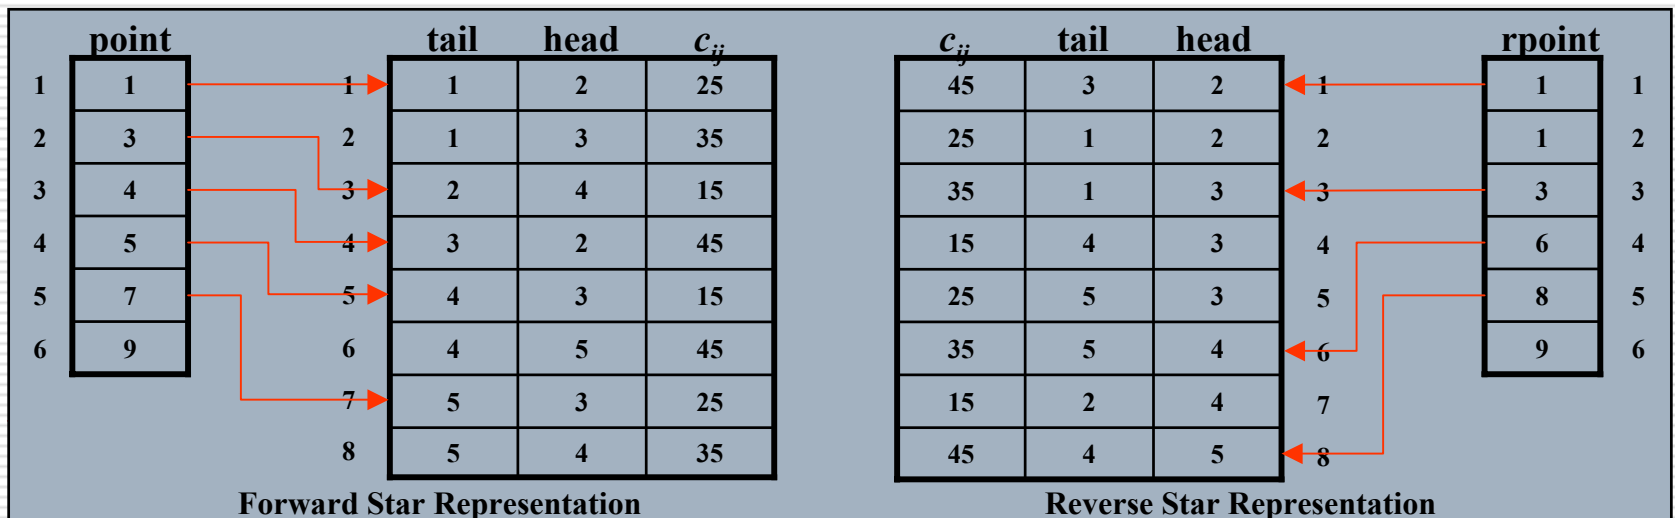 point tail head cij cij tail head rpoint
1 1 1 1 2 25 45 3 2 1 1 1
2 3 2 1 3 35 25 1 2 2 1 2
3 4 3 2 4 15 35 1 3 3 3 3
4 5 4 3 2 45 15 4 3 4 6 4
5 7 5 4 3 15 25 5 3 5 8 5
6 9 6 4 5 45 35 5 4 6 9 6
7 5 3 25 15 2 4 7
8 5 4 35 45 4 5 8
Forward Star Representation Reverse Star Representation